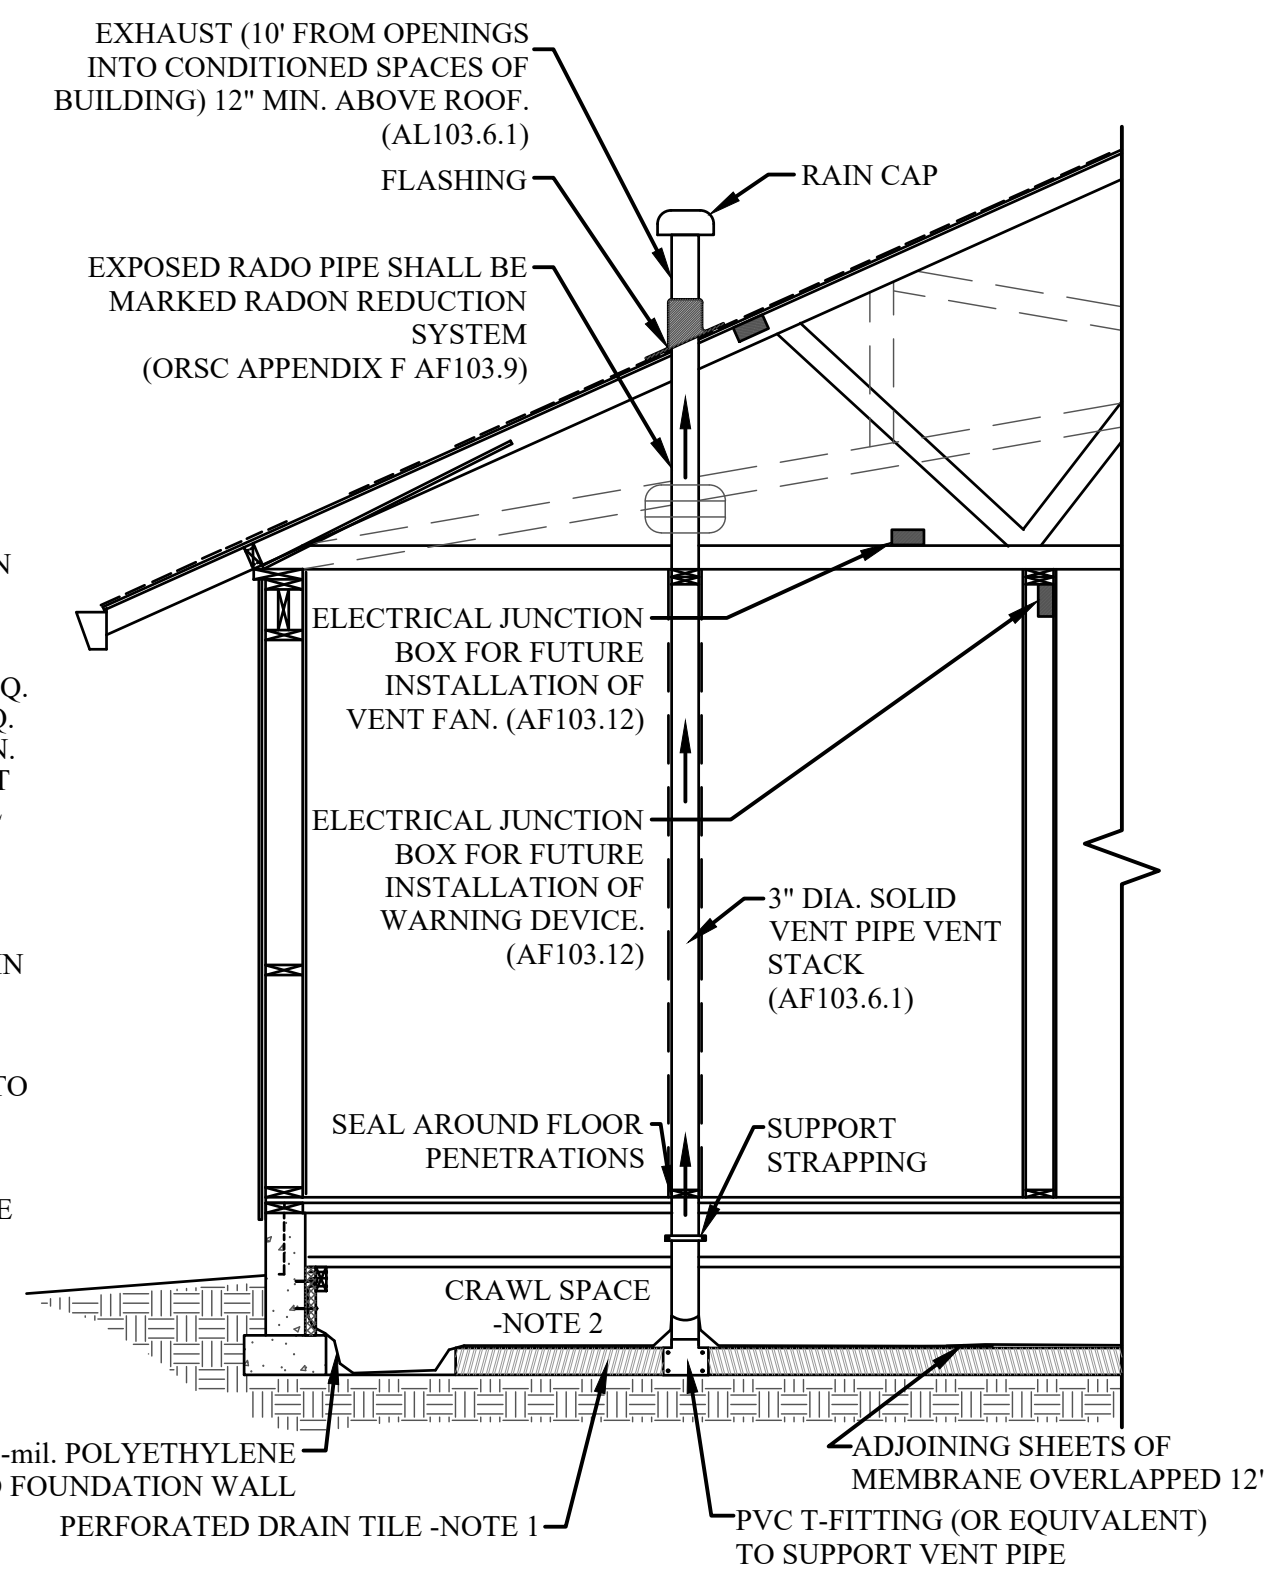 EXHAUST (10' FROM OPENINGS
INTO CONDITIONED SPACES OF
BUILDING) 12" MIN. ABOVE ROOF.
(AL103.6.1)
FLASHING
RAIN CAP
EXPOSED RADO PIPE SHALL BE
MARKED RADON REDUCTION
SYSTEM
(ORSC APPENDIX F AF103.9)
N
Q.
Q.
N.
T
ELECTRICAL JUNCTION
BOX FOR FUTURE
INSTALLATION OF
VENT FAN. (AF103.12)
ELECTRICAL JUNCTION
BOX FOR FUTURE
INSTALLATION OF
WARNING DEVICE.
(AF103.12)
3" DIA. SOLID
VENT PIPE VENT
STACK
(AF103.6.1)
IN
TO
E
SEAL AROUND FLOOR
PENETRATIONS
SUPPORT
STRAPPING
CRAWL SPACE
-NOTE 2
-mil. POLYETHYLENE
FOUNDATION WALL
PERFORATED DRAIN TILE -NOTE 1
ADJOINING SHEETS OF
MEMBRANE OVERLAPPED 12'
PVC T-FITTING (OR EQUIVALENT)
TO SUPPORT VENT PIPE